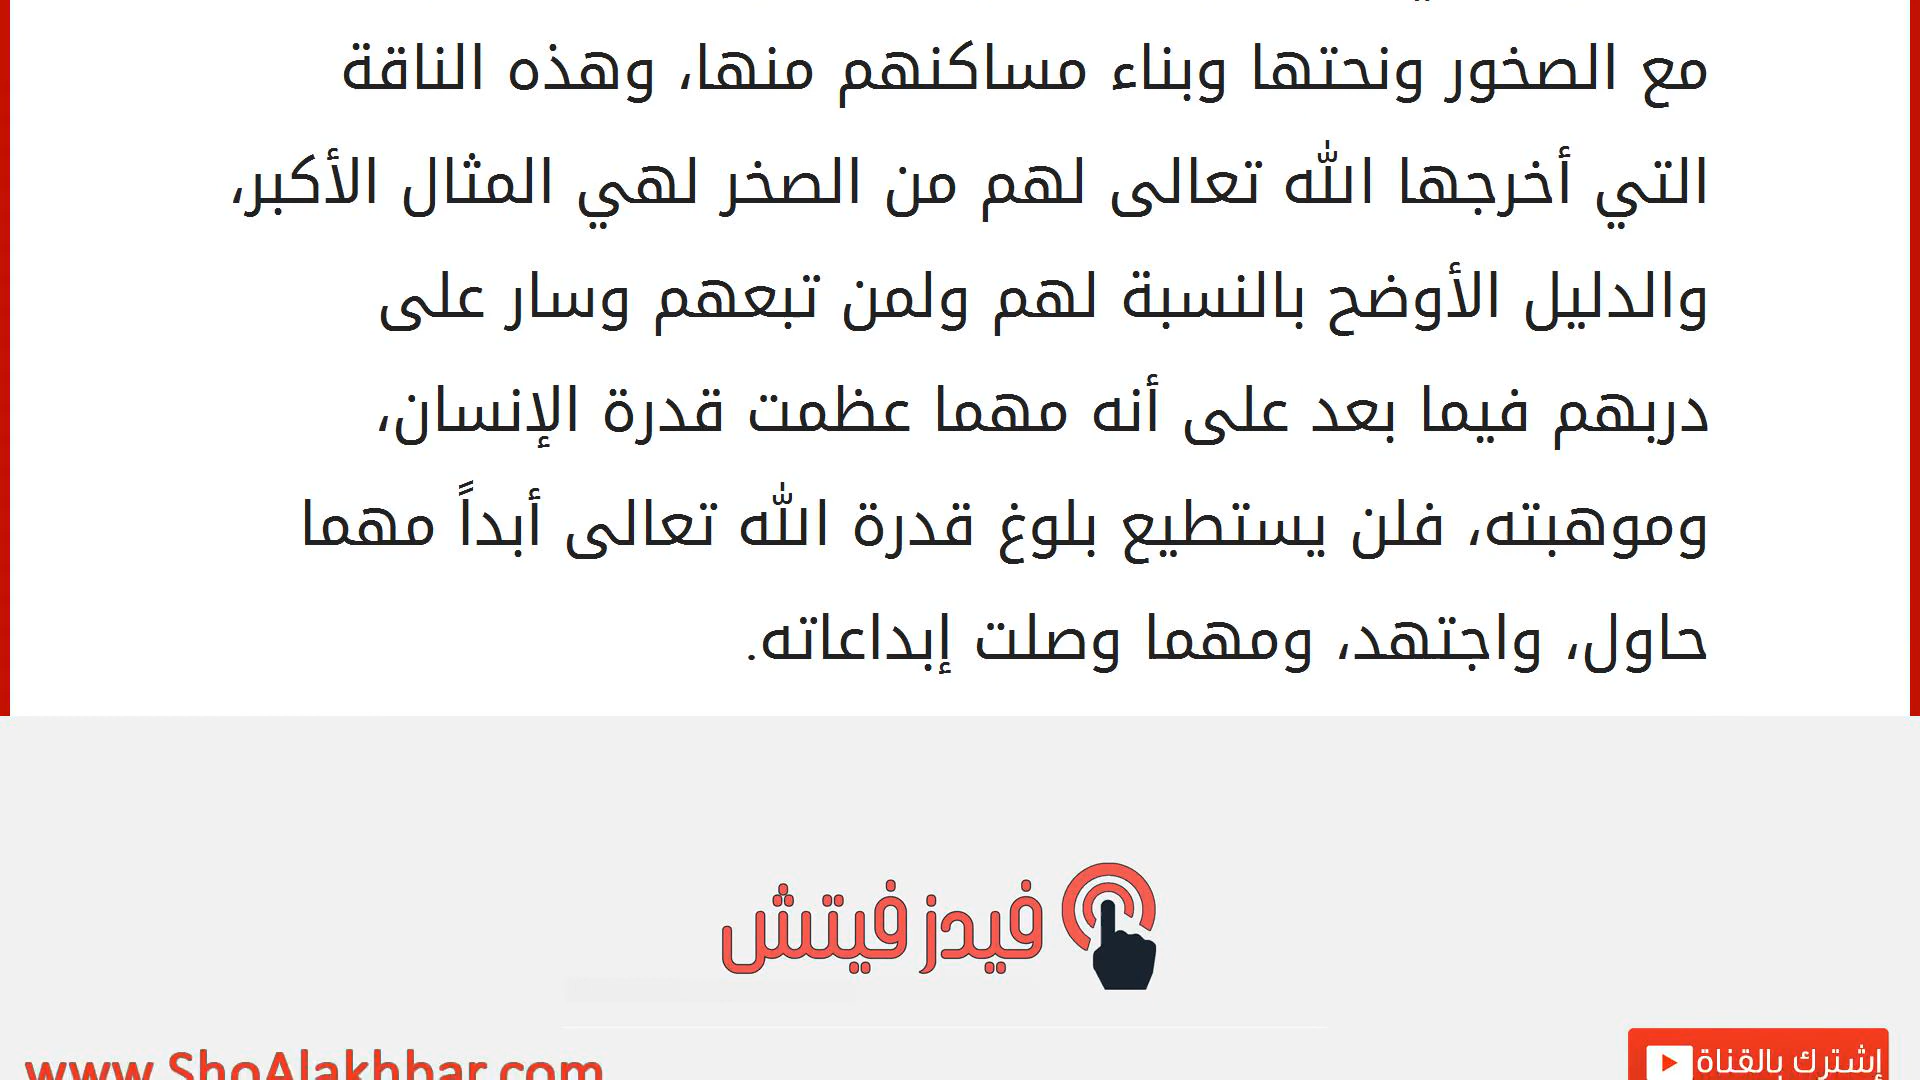 مع الصخور ونحتها وبناء مساكنهم منها، وهذه الناقة
التي أخرجها الله تعالى لهم من الصخر لهي المثال الأكبر،
والدليل الأوضح بالنسبة لهم ولمن تبعهم وسار على
دربهم فيما بعد على أنه مهما عظمت قدرة الإنسان،
وموهبته، فلن يستطيع بلوغ قدرة الله تعالى أبداً مهما
حاول، واجتهد، ومهما وصلت إبداعاته.
فيدز فيتش
www.ShoAlakhbar.com
إشترك بالقناة